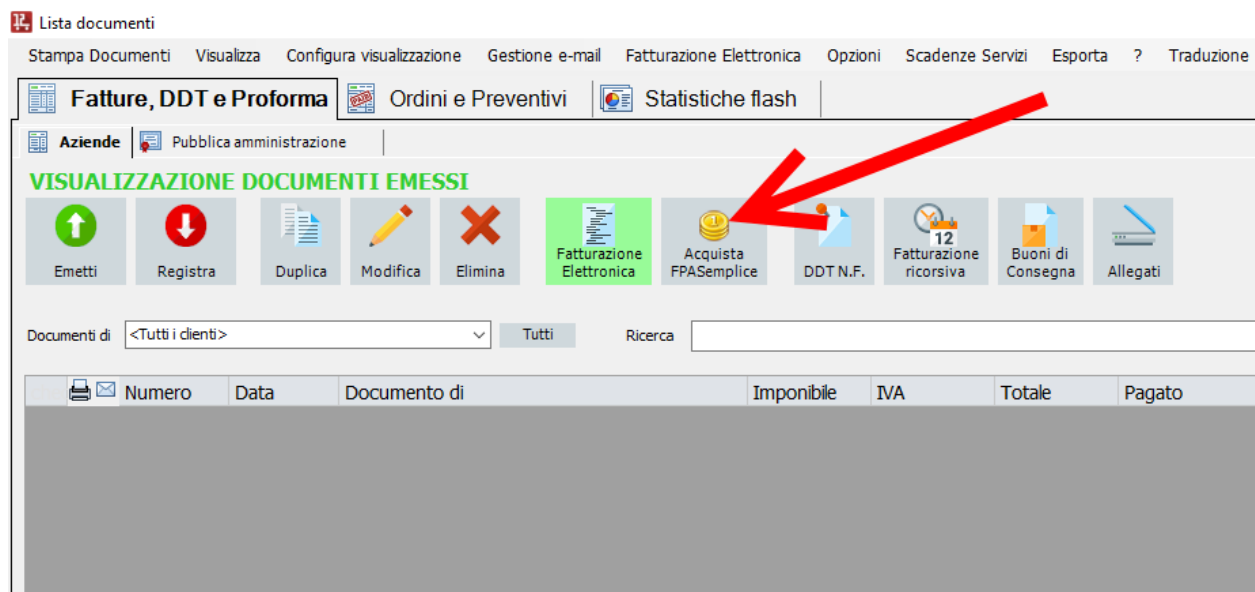 Lista documenti
Stampa Documenti Visualizza Configura visualizzazione Gestione e-mail Fatturazione Elettronica Opzioni Scadenze Servizi Esporta ? Traduzione
Fatture, DDT e Proforma Ordini e Preventivi Statistiche flash
Aziende Pubblica amministrazione
VISUALIZZAZIONE DOCUMENTI EMESSI
Emetti Registra Duplica Modifica Elimina Fatturazione Elettronica Acquista FPASemplice DDT N.F. 12 Fatturazione ricorsiva Buoni di Consegna Allegati
Documenti di <Tutti i clienti> Tutti Ricerca
Numero Data Documento di Imponibile IVA Totale Pagato